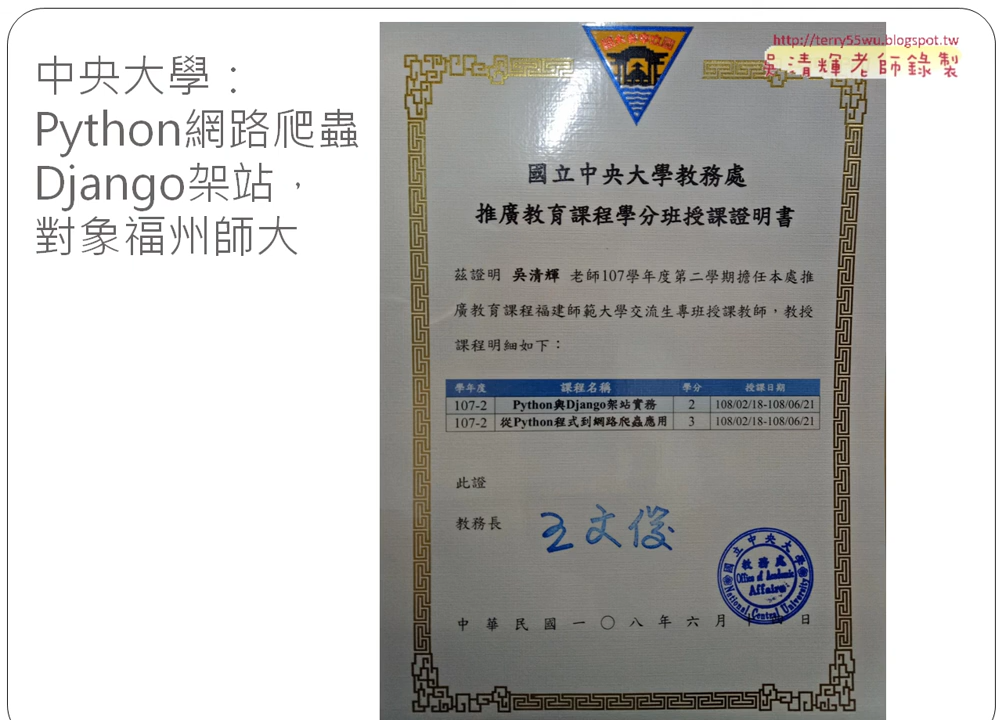 中央大學：
Python網路爬蟲
Django架站，
對象福州師大
http://terry55wu.blogspot.tw
吳清輝老師錄製
國立中央大學教務處
推廣教育課程學分班授課證明書
茲證明 吳清輝 老師107學年度第二學期擔任本處推
廣教育課程福建師範大學交流生專班授課教師，教授
課程明細如下：
學年度 課程名稱 學分 授課日期
107-2 Python與Django架站實務 2 108/02/18-108/06/21
107-2 從Python程式到網路爬蟲應用 3 108/02/18-108/06/21
此證
教務長 王文俊
國立中央大學
教務處
Office of Academic
Affairs
National Central University
中華民國一〇八年六月十四日